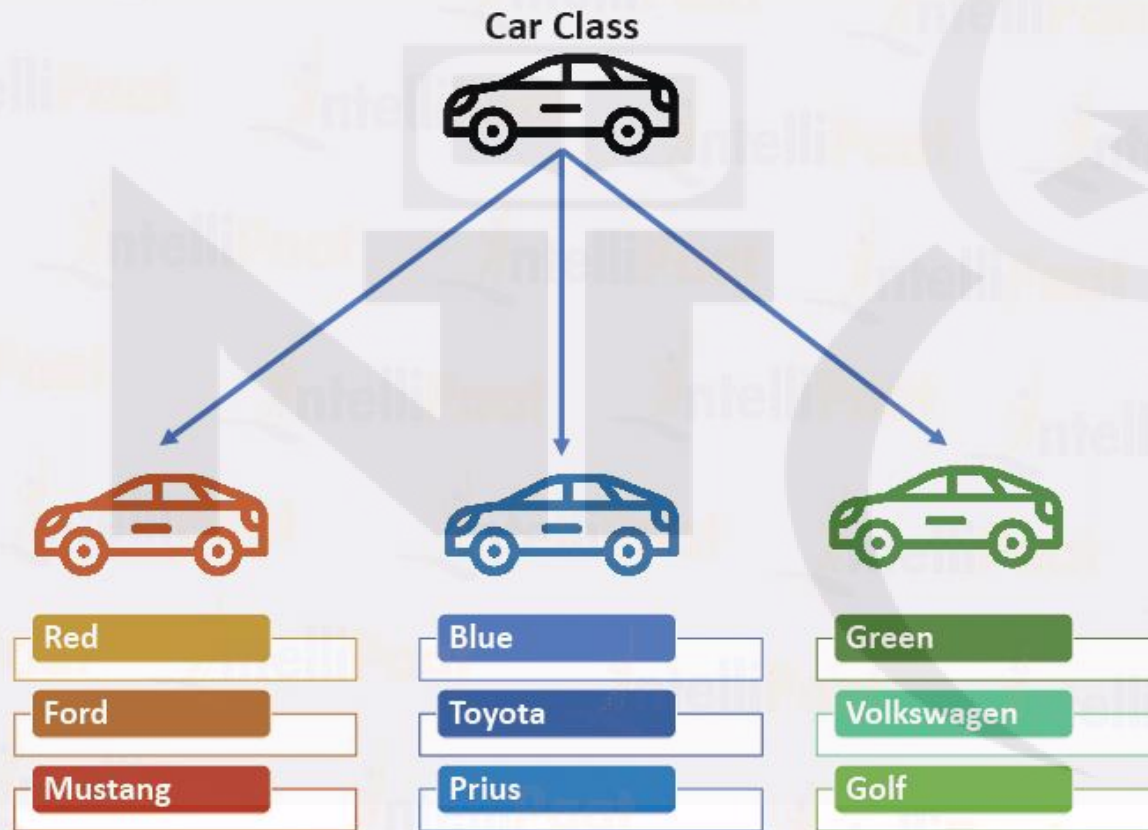 Car Class
Red
Ford
Mustang
Blue
Toyota
Prius
Green
Volkswagen
Golf